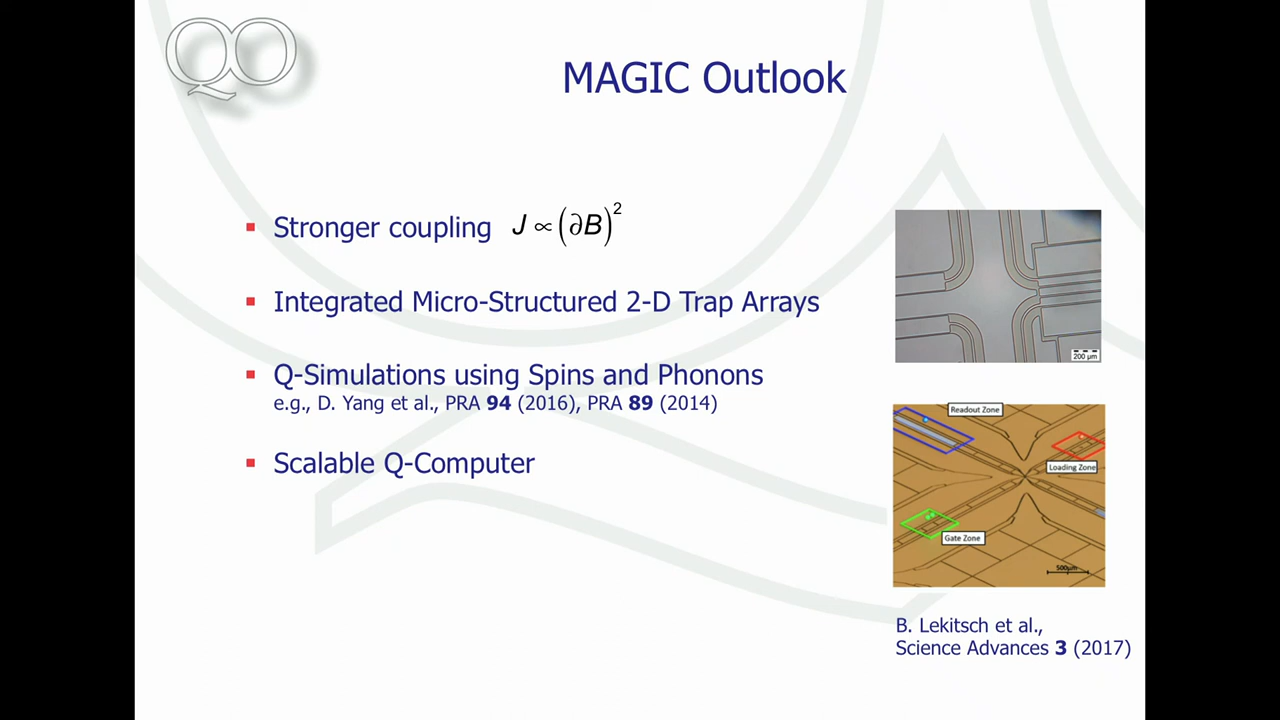 QO
MAGIC Outlook
Stronger coupling J ∝ (∂B)²
Integrated Micro-Structured 2-D Trap Arrays
Q-Simulations using Spins and Phonons
e.g., D. Yang et al., PRA 94 (2016), PRA 89 (2014)
Scalable Q-Computer
200 µm
Readout Zone
Loading Zone
Gate Zone
500µm
B. Lekitsch et al.,
Science Advances 3 (2017)